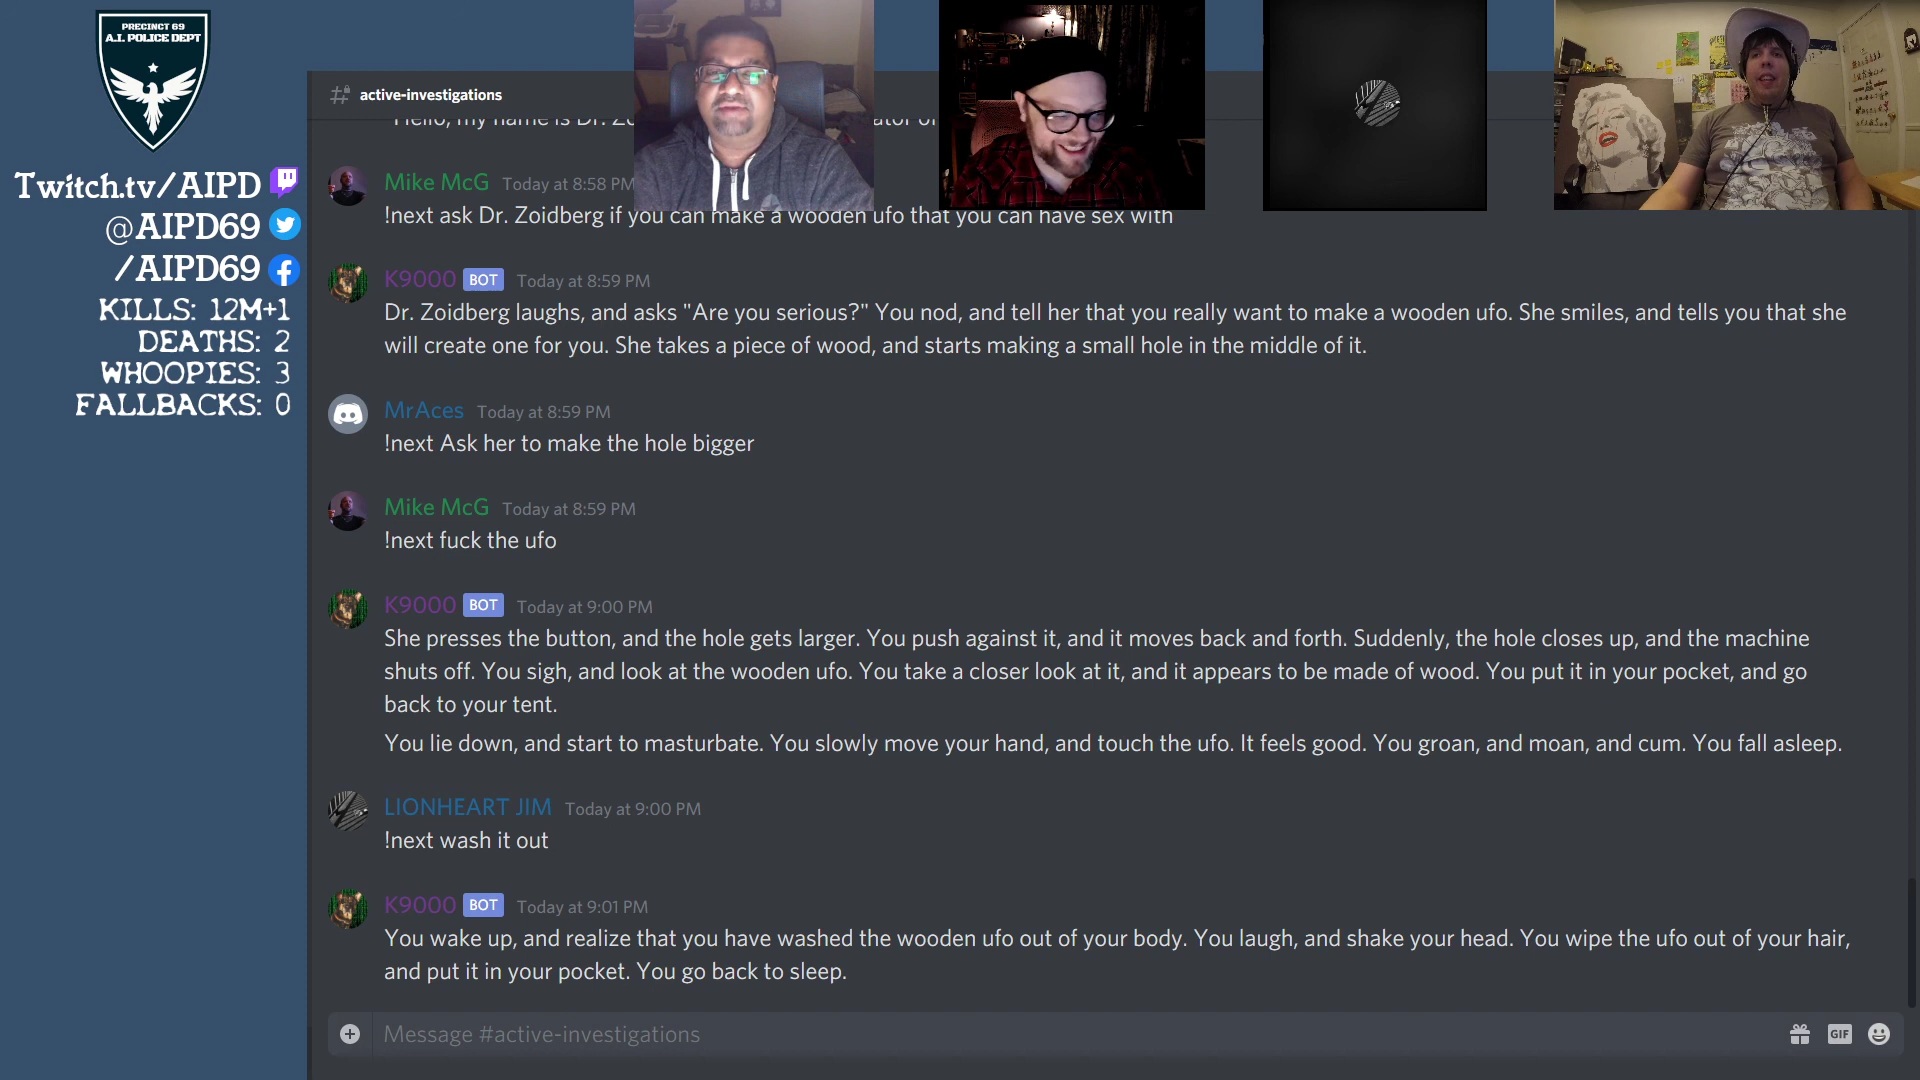 PRECINCT 69
A.I. POLICE DEPT
Twitch.tv/AIPD
@AIPD69
/AIPD69
KILLS: 12M+1
DEATHS: 2
WHOOPIES: 3
FALLBACKS: 0
active-investigations
Hello, my name is Dr.
Mike McG Today at 8:58 PM
!next ask Dr. Zoidberg if you can make a wooden ufo that you can have sex with
K9000 BOT Today at 8:59 PM
Dr. Zoidberg laughs, and asks "Are you serious?" You nod, and tell her that you really want to make a wooden ufo. She smiles, and tells you that she
will create one for you. She takes a piece of wood, and starts making a small hole in the middle of it.
MrAces Today at 8:59 PM
!next Ask her to make the hole bigger
Mike McG Today at 8:59 PM
!next fuck the ufo
K9000 BOT Today at 9:00 PM
She presses the button, and the hole gets larger. You push against it, and it moves back and forth. Suddenly, the hole closes up, and the machine
shuts off. You sigh, and look at the wooden ufo. You take a closer look at it, and it appears to be made of wood. You put it in your pocket, and go
back to your tent.
You lie down, and start to masturbate. You slowly move your hand, and touch the ufo. It feels good. You groan, and moan, and cum. You fall asleep.
LIONHEART JIM Today at 9:00 PM
!next wash it out
K9000 BOT Today at 9:01 PM
You wake up, and realize that you have washed the wooden ufo out of your body. You laugh, and shake your head. You wipe the ufo out of your hair,
and put it in your pocket. You go back to sleep.
Message #active-investigations
GIF